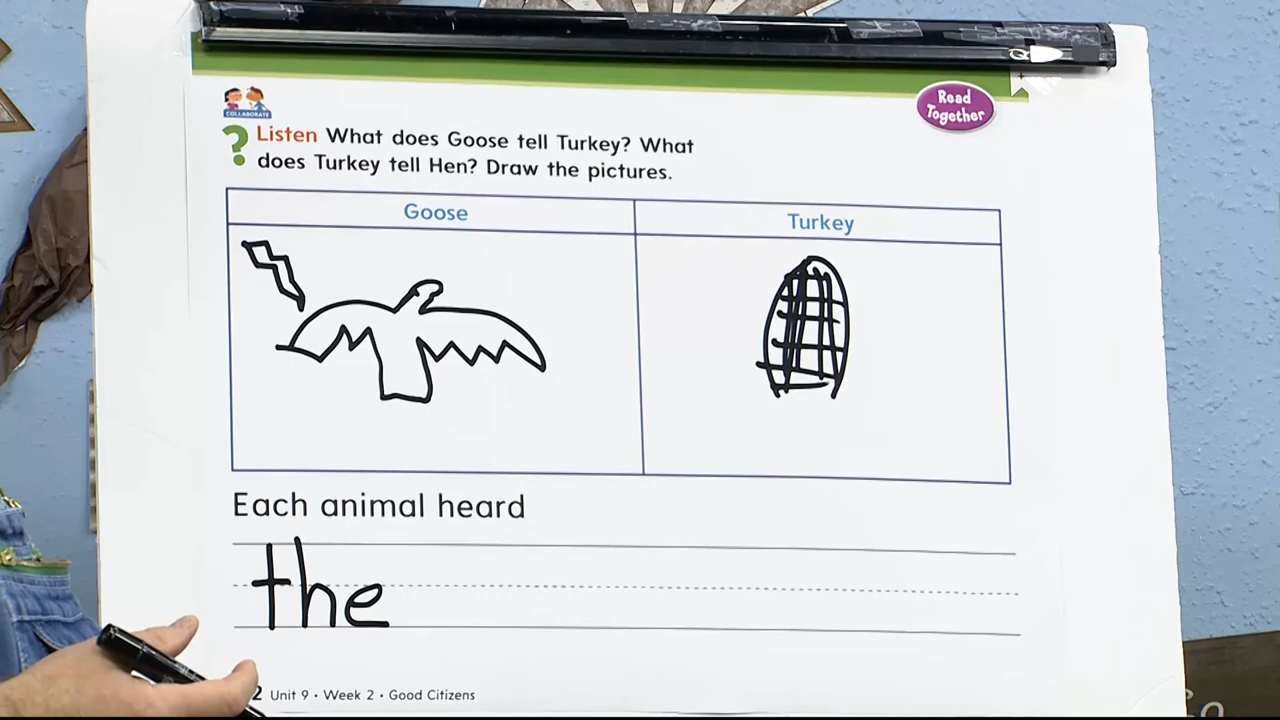 Read
Together
COLLABORATE
? Listen What does Goose tell Turkey? What
does Turkey tell Hen? Draw the pictures.
Goose
Turkey
Each animal heard
the
2 Unit 9 • Week 2 • Good Citizens